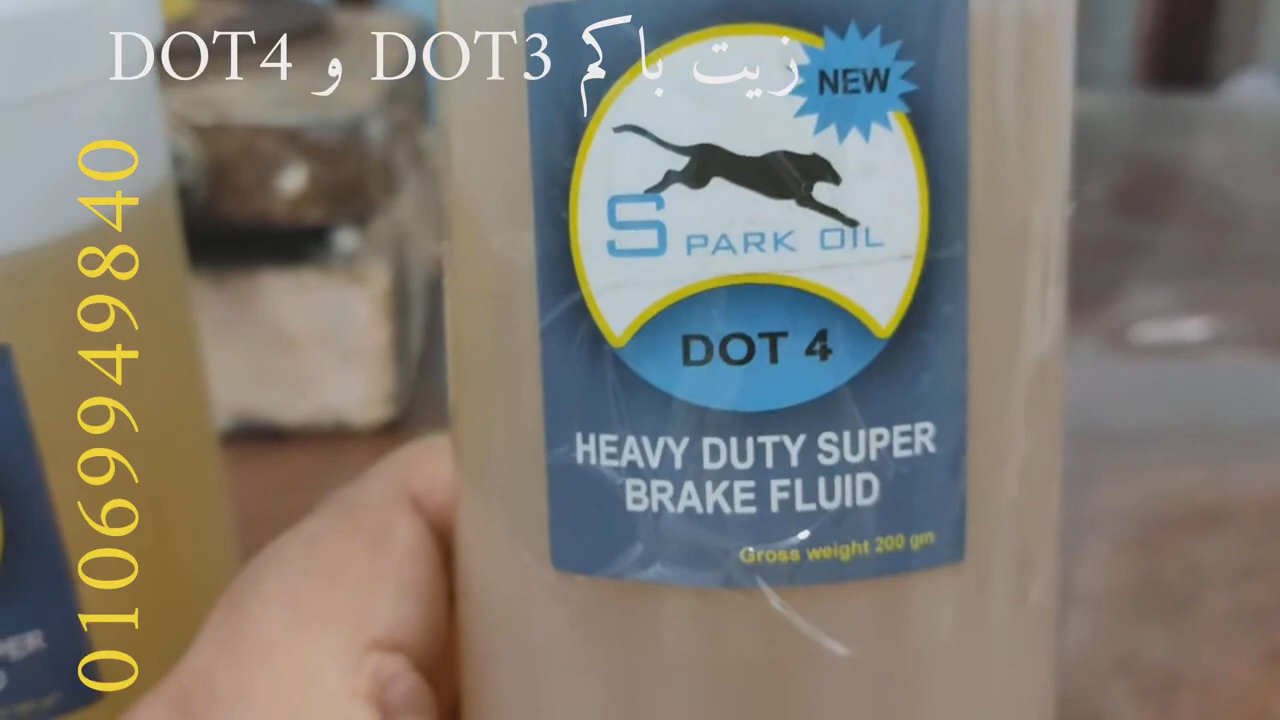 زيت باكم DOT3 و DOT4
01069949840
NEW
SPARK OIL
DOT 4
HEAVY DUTY SUPER
BRAKE FLUID
Gross weight 200 gm